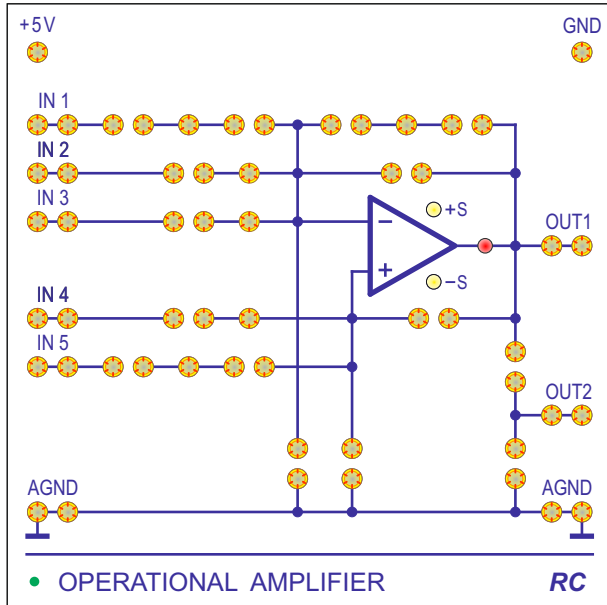 +5V
GND
IN 1
IN 2
IN 3
+S
−
OUT1
+
−S
IN 4
IN 5
OUT2
AGND
AGND
• OPERATIONAL AMPLIFIER
RC